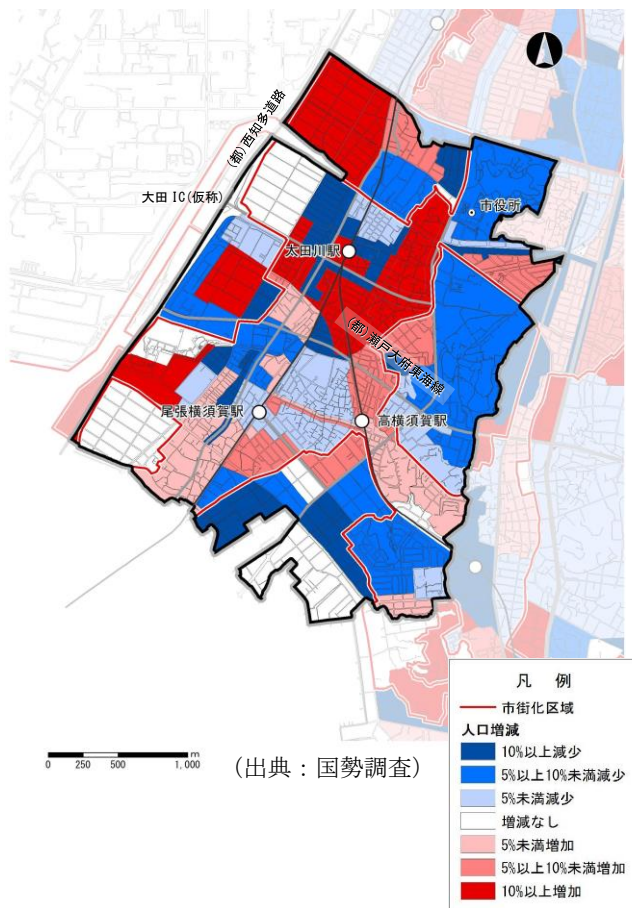 (都)西知多道路
大田 IC(仮称)
市役所
太田川駅
(都)瀬戸大府東海線
尾張横須賀駅
高横須賀駅
凡 例
市街化区域
人口増減
10%以上減少
5%以上10%未満減少
5%未満減少
増減なし
5%未満増加
5%以上10%未満増加
10%以上増加
0 250 500 1,000 m
（出典：国勢調査）